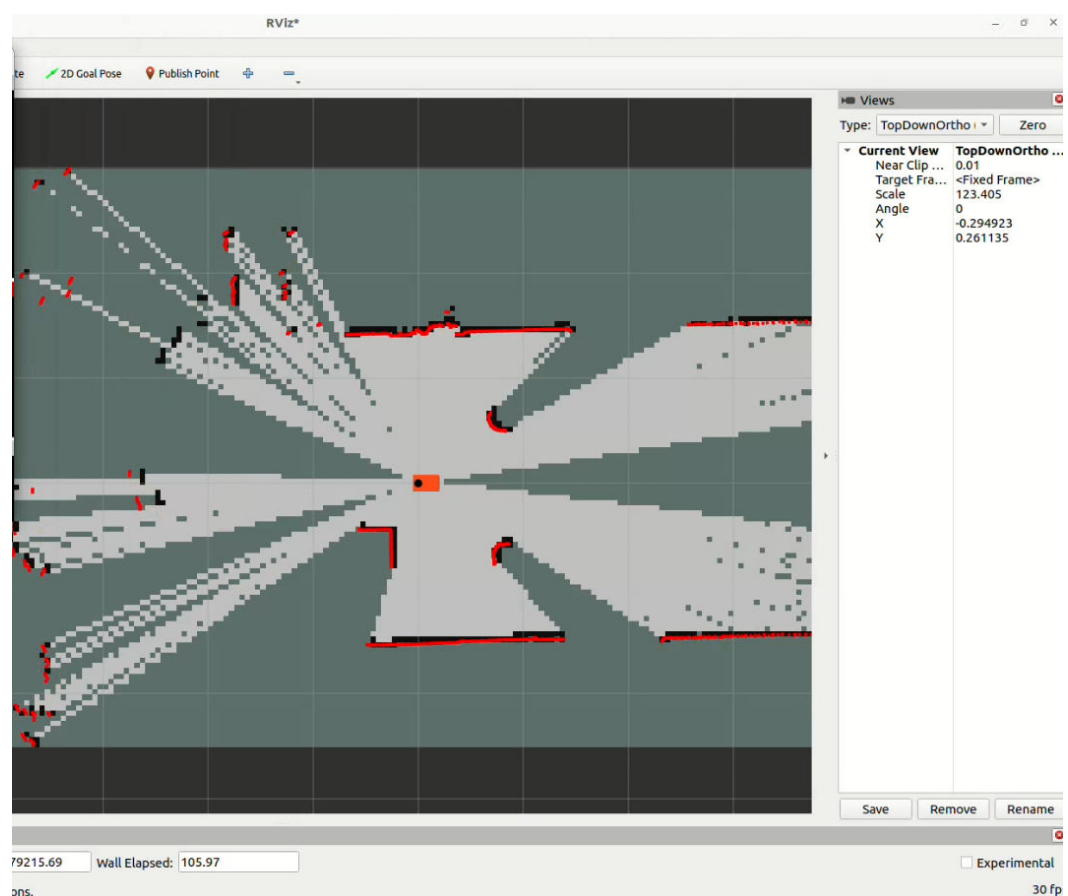 RViz*
te 2D Goal Pose Publish Point
Views
Type: TopDownOrtho Zero
Current View TopDownOrtho ...
Near Clip ... 0.01
Target Fra... <Fixed Frame>
Scale 123.405
Angle 0
X -0.294923
Y 0.261135
Save Remove Rename
79215.69 Wall Elapsed: 105.97 Experimental
ons. 30 fp